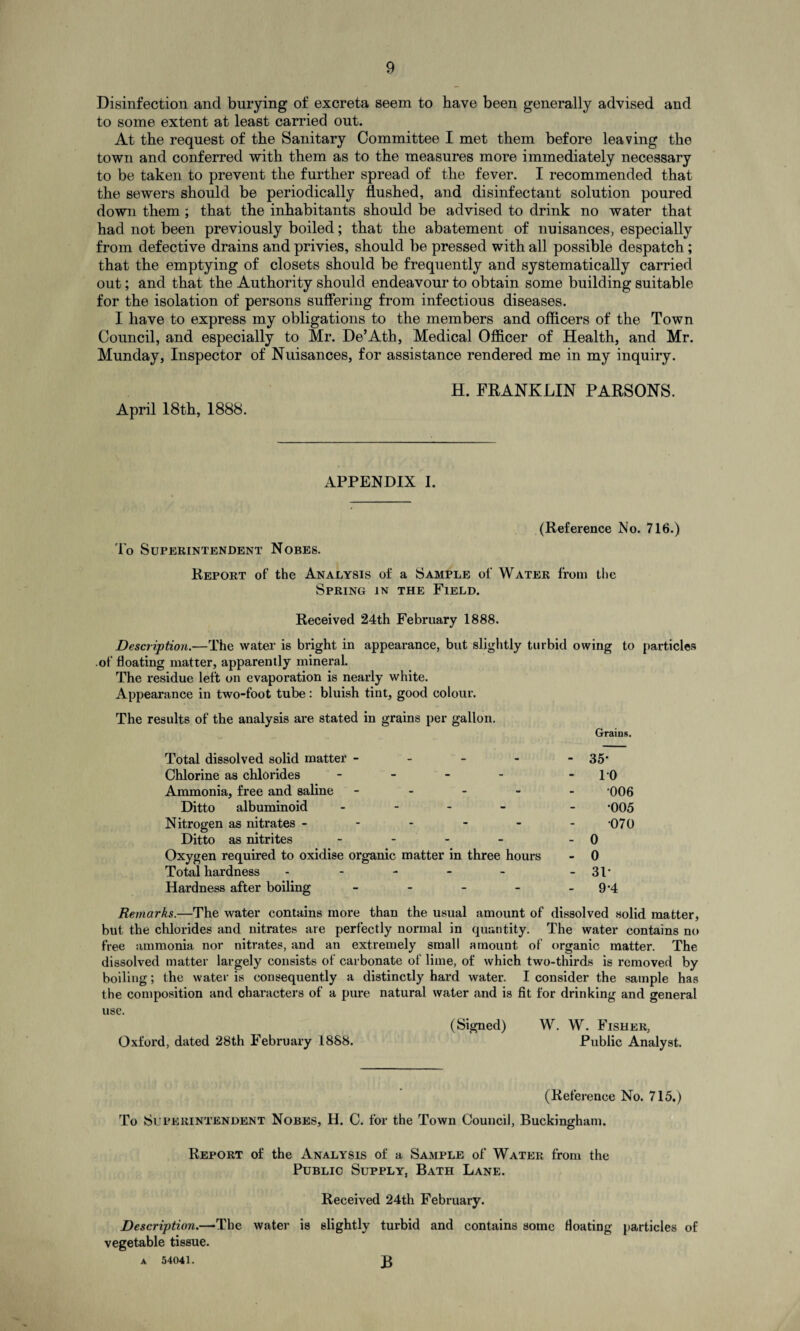 9
Disinfection and burying of excreta seem to have been generally advised and
to some extent at least carried out.
At the request of the Sanitary Committee I met them before leaving the
town and conferred with them as to the measures more immediately necessary
to be taken to prevent the further spread of the fever. I recommended that
the sewers should be periodically flushed, and disinfectant solution poured
down them ; that the inhabitants should be advised to drink no water that
had not been previously boiled; that the abatement of nuisances, especially
from defective drains and privies, should be pressed with all possible despatch ;
that the emptying of closets should be frequently and systematically carried
out; and that the Authority should endeavour to obtain some building suitable
for the isolation of persons suffering from infectious diseases.
I have to express my obligations to the members and officers of the Town
Council, and especially to Mr. De'Ath, Medical Officer of Health, and Mr.
Munday, Inspector of Nuisances, for assistance rendered me in my inquiry.
H. FRANKLIN PARSONS.
April 18th, 1888.
APPENDIX I.
(Reference No. 716.)
To Superintendent Nobes.
Report of the Analysis of a Sample of Water from the
Spring in the Field.
Received 24th February 1888.
Description.—The water is bright in appearance, but slightly turbid owing to particles
of floating matter, apparently mineral.
The residue left on evaporation is nearly white.
Appearance in two-foot tube: bluish tint, good colour.
The results of the analysis are stated in grains per gallon.
Grains.
Total dissolved solid matter - - - - - 35·
Chlorine as chlorides - - - - - 1·0
Ammonia, free and saline - - - - - ·006
Ditto albuminoid - - - - - ·005
Nitrogen as nitrates - - - - - - ·070
Ditto as nitrites - - - - - 0
Oxygen required to oxidise organic matter in three hours - 0
Total hardness - - - - - - 31·
Hardness after boiling - - - - - 9·4
Remarks.—The water contains more than the usual amount of dissolved solid matter,
but the chlorides and nitrates are perfectly normal in quantity. The water contains no
free ammonia nor nitrates, and an extremely small amount of organic matter. The
dissolved matter largely consists of carbonate of lime, of which two-thirds is removed by
boiling; the water is consequently a distinctly hard water. I consider the sample has
the composition and characters of a pure natural water and is fit for drinking and general
use.
(Signed) W. W. Fisher,
Oxford, dated 28th February 1888. Public Analyst.
(Reference No. 715.)
To Superintendent Nobes, H. C. for the Town Council, Buckingham.
Report of the Analysis of a Sample of Water from the
Public Supply, Bath Lane.
Received 24th February.
Description.—The water is slightly turbid and contains some floating particles of
vegetable tissue.
A 54041. B